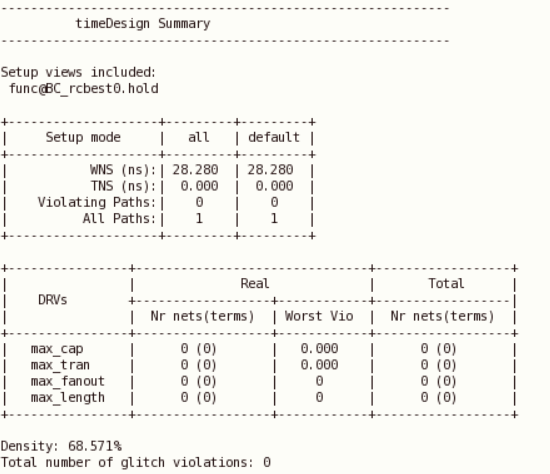 ------------------------------------------------------------
          timeDesign Summary
------------------------------------------------------------

Setup views included:
 func@BC_rcbest0.hold

+--------------------+---------+---------+
|     Setup mode     |   all   | default |
+--------------------+---------+---------+
|           WNS (ns):| 28.280  | 28.280  |
|           TNS (ns):|  0.000  |  0.000  |
|    Violating Paths:|    0    |    0    |
|          All Paths:|    1    |    1    |
+--------------------+---------+---------+

+----------------+-------------------------------+------------------+
|                |              Real             |       Total      |
|    DRVs        +------------------+------------+------------------|
|                |  Nr nets(terms)  | Worst Vio  |  Nr nets(terms)  |
+----------------+------------------+------------+------------------+
|   max_cap      |      0 (0)       |   0.000    |      0 (0)       |
|   max_tran     |      0 (0)       |   0.000    |      0 (0)       |
|   max_fanout   |      0 (0)       |     0      |      0 (0)       |
|   max_length   |      0 (0)       |     0      |      0 (0)       |
+----------------+------------------+------------+------------------+

Density: 68.571%
Total number of glitch violations: 0